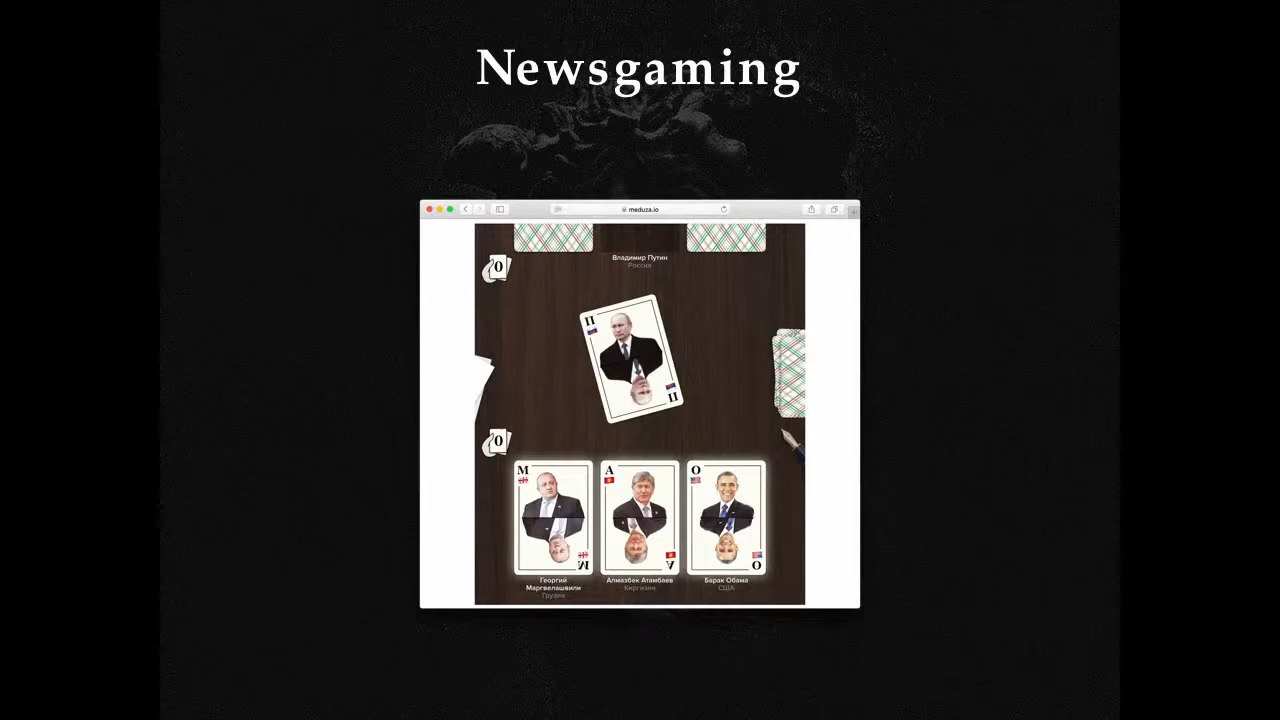 Newsgaming
meduza.io
Владимир Путин
Россия
0
П
П
0
М
А
О
М
А
О
Георгий
Маргвелашвили
Грузия
Алмазбек Атамбаев
Киргизия
Барак Обама
США